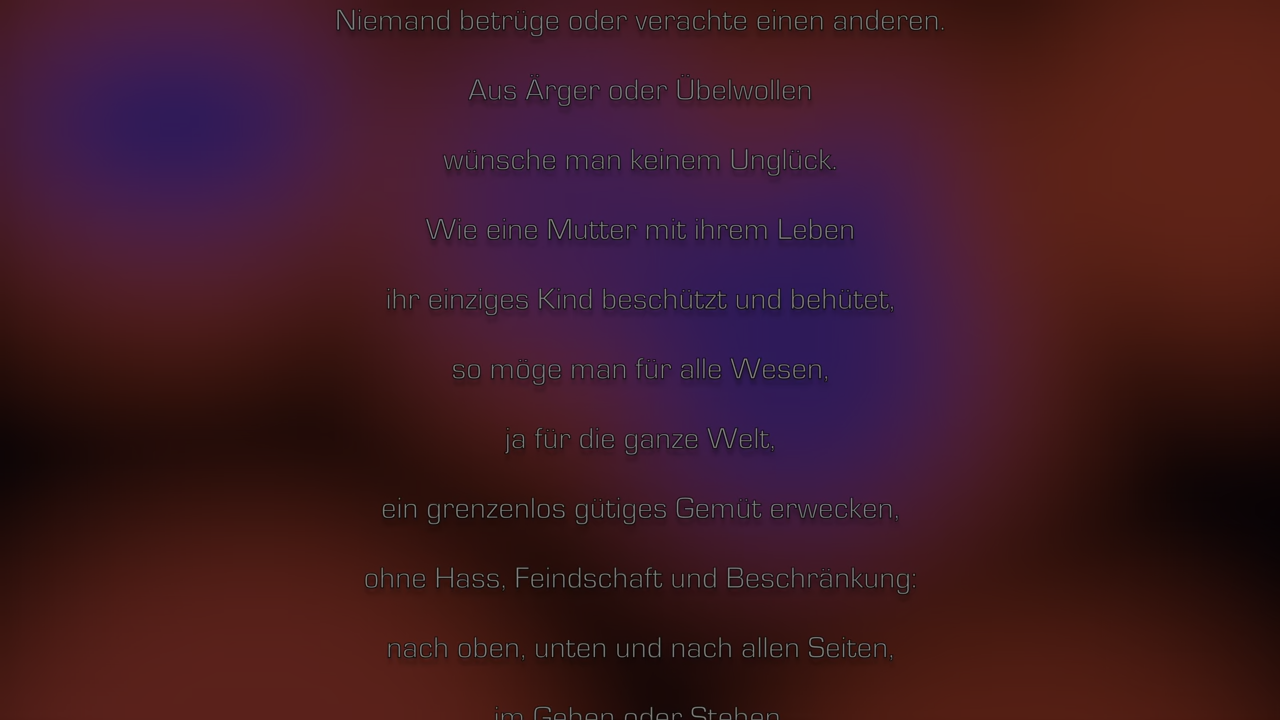 Niemand betrüge oder verachte einen anderen.
Aus Ärger oder Übelwollen
wünsche man keinem Unglück.
Wie eine Mutter mit ihrem Leben
ihr einziges Kind beschützt und behütet,
so möge man für alle Wesen,
ja für die ganze Welt,
ein grenzenlos gütiges Gemüt erwecken,
ohne Hass, Feindschaft und Beschränkung:
nach oben, unten und nach allen Seiten,
im Gehen oder Stehen,